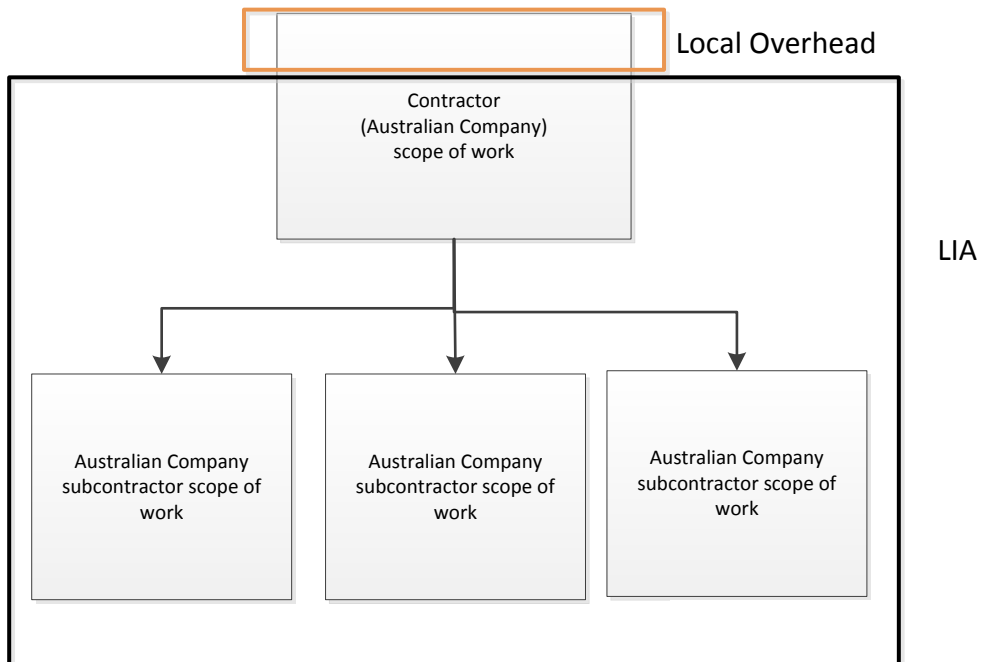 Local Overhead
Contractor
(Australian Company)
scope of work
LIA
Australian Company
subcontractor scope of
work
Australian Company
subcontractor scope of
work
Australian Company
subcontractor scope of
work